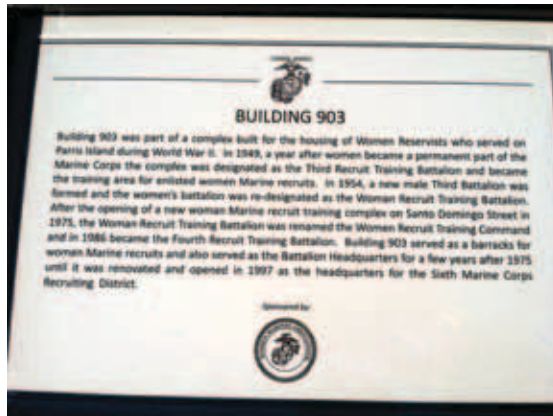 BUILDING 903
Building 903 was part of a complex built for the housing of Women Reservists who served on
Parris Island during World War II. In 1949, a year after women became a permanent part of the
Marine Corps the complex was designated as the Third Recruit Training Battalion and became
the training area for enlisted women Marine recruits. In 1954, a new male Third Battalion was
formed and the women's battalion was re-designated as the Woman Recruit Training Battalion.
After the opening of a new woman Marine recruit training complex on Santo Domingo Street in
1975, the Woman Recruit Training Battalion was renamed the Women Recruit Training Command
and in 1986 became the Fourth Recruit Training Battalion. Building 903 served as a barracks for
women Marine recruits and also served as the Battalion Headquarters for a few years after 1975
until it was renovated and opened in 1997 as the headquarters for the Sixth Marine Corps
Recruiting District.
Sponsored by